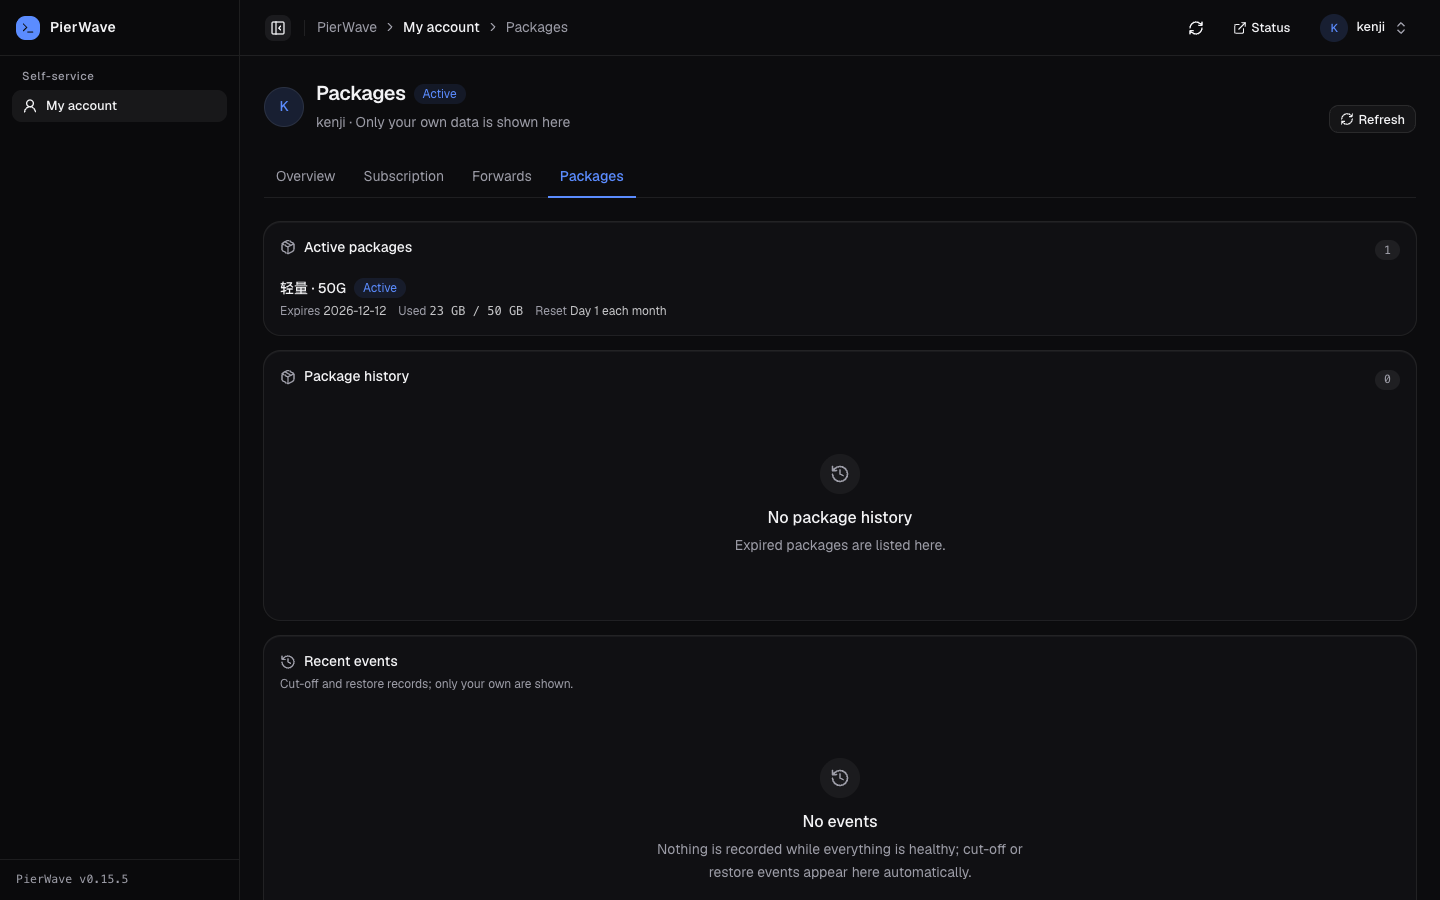 PierWave
PierWave > My account > Packages
Status
K
kenji
Self-service
My account
K
Packages
Active
kenji · Only your own data is shown here
Refresh
Overview
Subscription
Forwards
Packages
Active packages
1
轻量 · 50G
Active
Expires 2026-12-12 Used 23 GB / 50 GB Reset Day 1 each month
Package history
0
No package history
Expired packages are listed here.
Recent events
Cut-off and restore records; only your own are shown.
No events
Nothing is recorded while everything is healthy; cut-off or
restore events appear here automatically.
PierWave v0.15.5